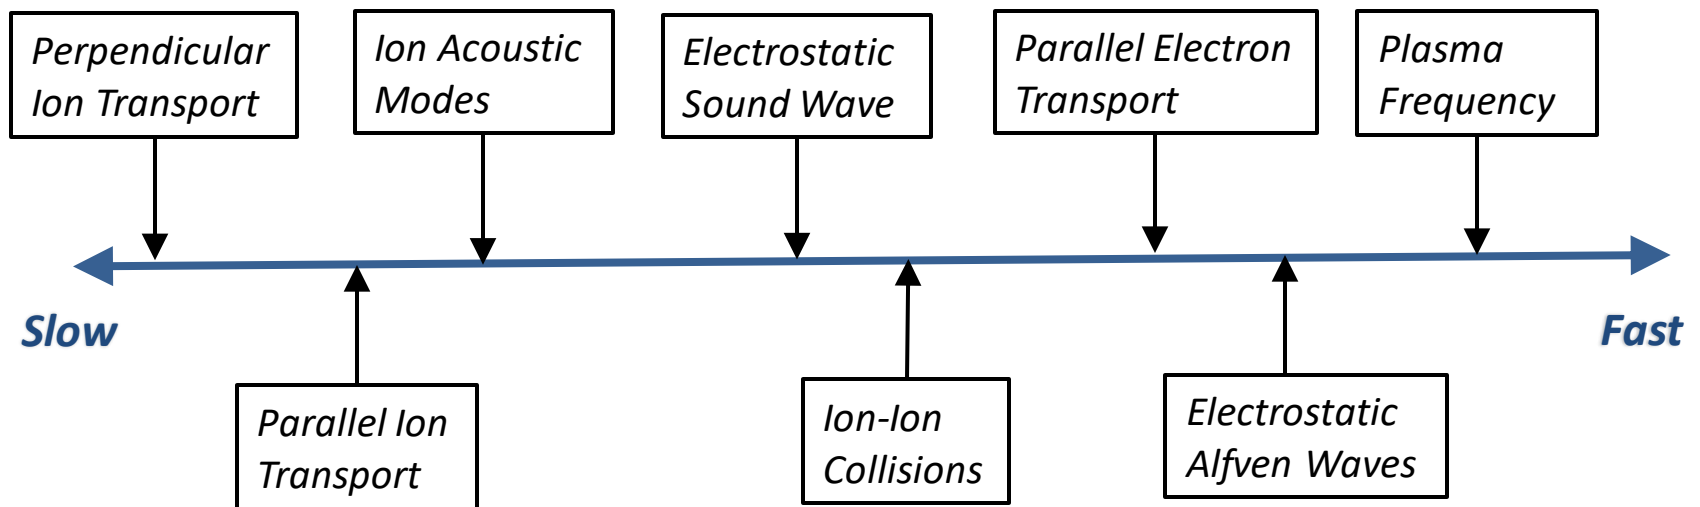 Perpendicular
Ion Transport
Ion Acoustic
Modes
Electrostatic
Sound Wave
Parallel Electron
Transport
Plasma
Frequency
Slow
Fast
Parallel Ion
Transport
Ion-Ion
Collisions
Electrostatic
Alfven Waves